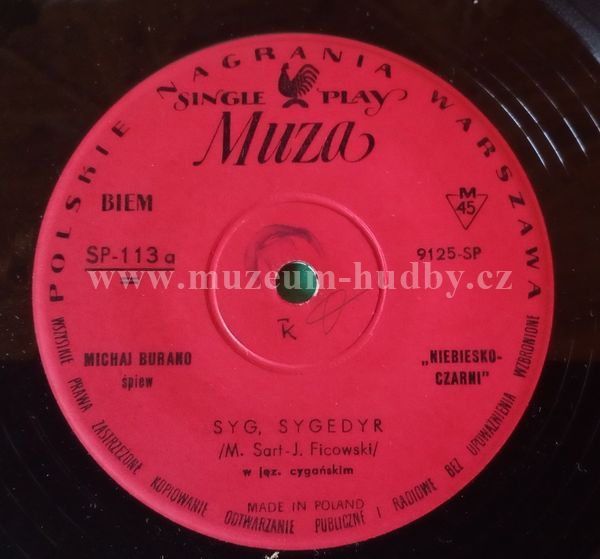 POLSKIE NAGRANIA WARSZAWA
SINGLE PLAY
Muza
BIEM
M
45
SP-113 a
9125-SP
www.muzeum-hudby.cz
K
MICHAJ BURANO
śpiew
„NIEBIESKO-
CZARNI"
SYG, SYGEDYR
/M. Sart-J. Ficowski/
w jęz. cygańskim
MADE IN POLAND
WSZYSTKIE PRAWA ZASTRZEŻONE KOPIOWANIE ODTWARZANIE PUBLICZNE I RADIOWE BEZ UPOWAŻNIENIA WZBRONIONE